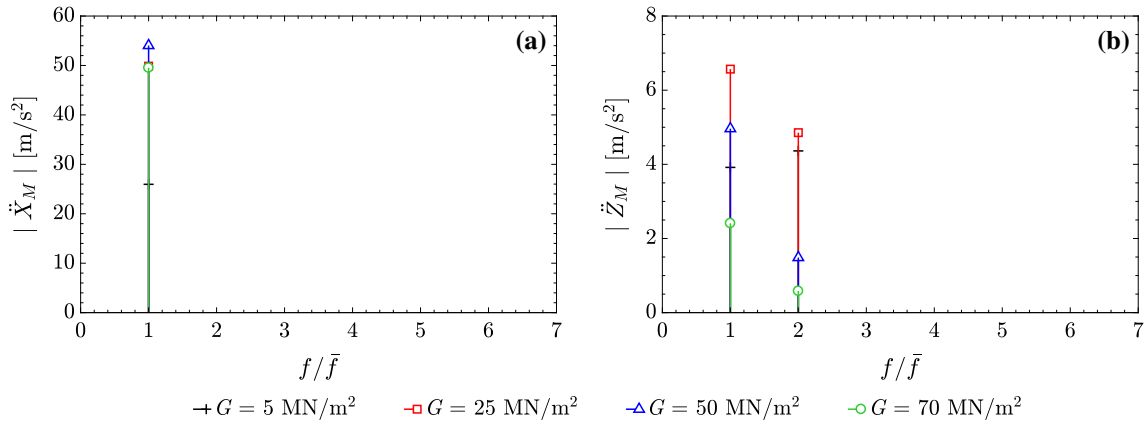 60
50
40
30
20
10
0
0 1 2 3 4 5 6 7
(a)
| Ẍ_M | [m/s²]
f/f̄
8
6
4
2
0
0 1 2 3 4 5 6 7
(b)
| Z̈_M | [m/s²]
f/f̄
G = 5 MN/m² G = 25 MN/m² G = 50 MN/m² G = 70 MN/m²